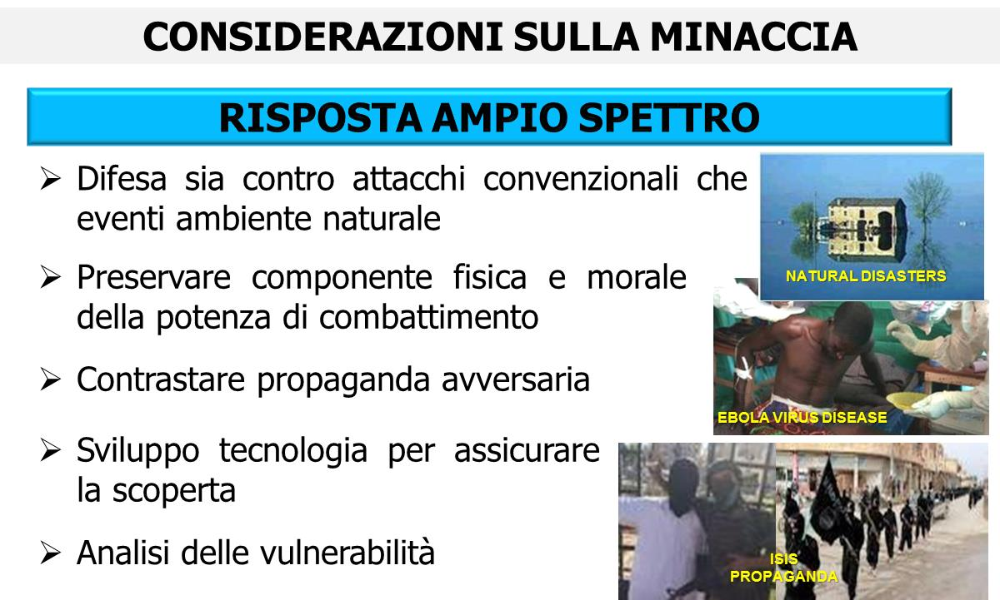 CONSIDERAZIONI SULLA MINACCIA
RISPOSTA AMPIO SPETTRO
Difesa sia contro attacchi convenzionali che
eventi ambiente naturale
Preservare componente fisica e morale
della potenza di combattimento
Contrastare propaganda avversaria
Sviluppo tecnologia per assicurare
la scoperta
Analisi delle vulnerabilità
NATURAL DISASTERS
EBOLA VIRUS DISEASE
ISIS
PROPAGANDA